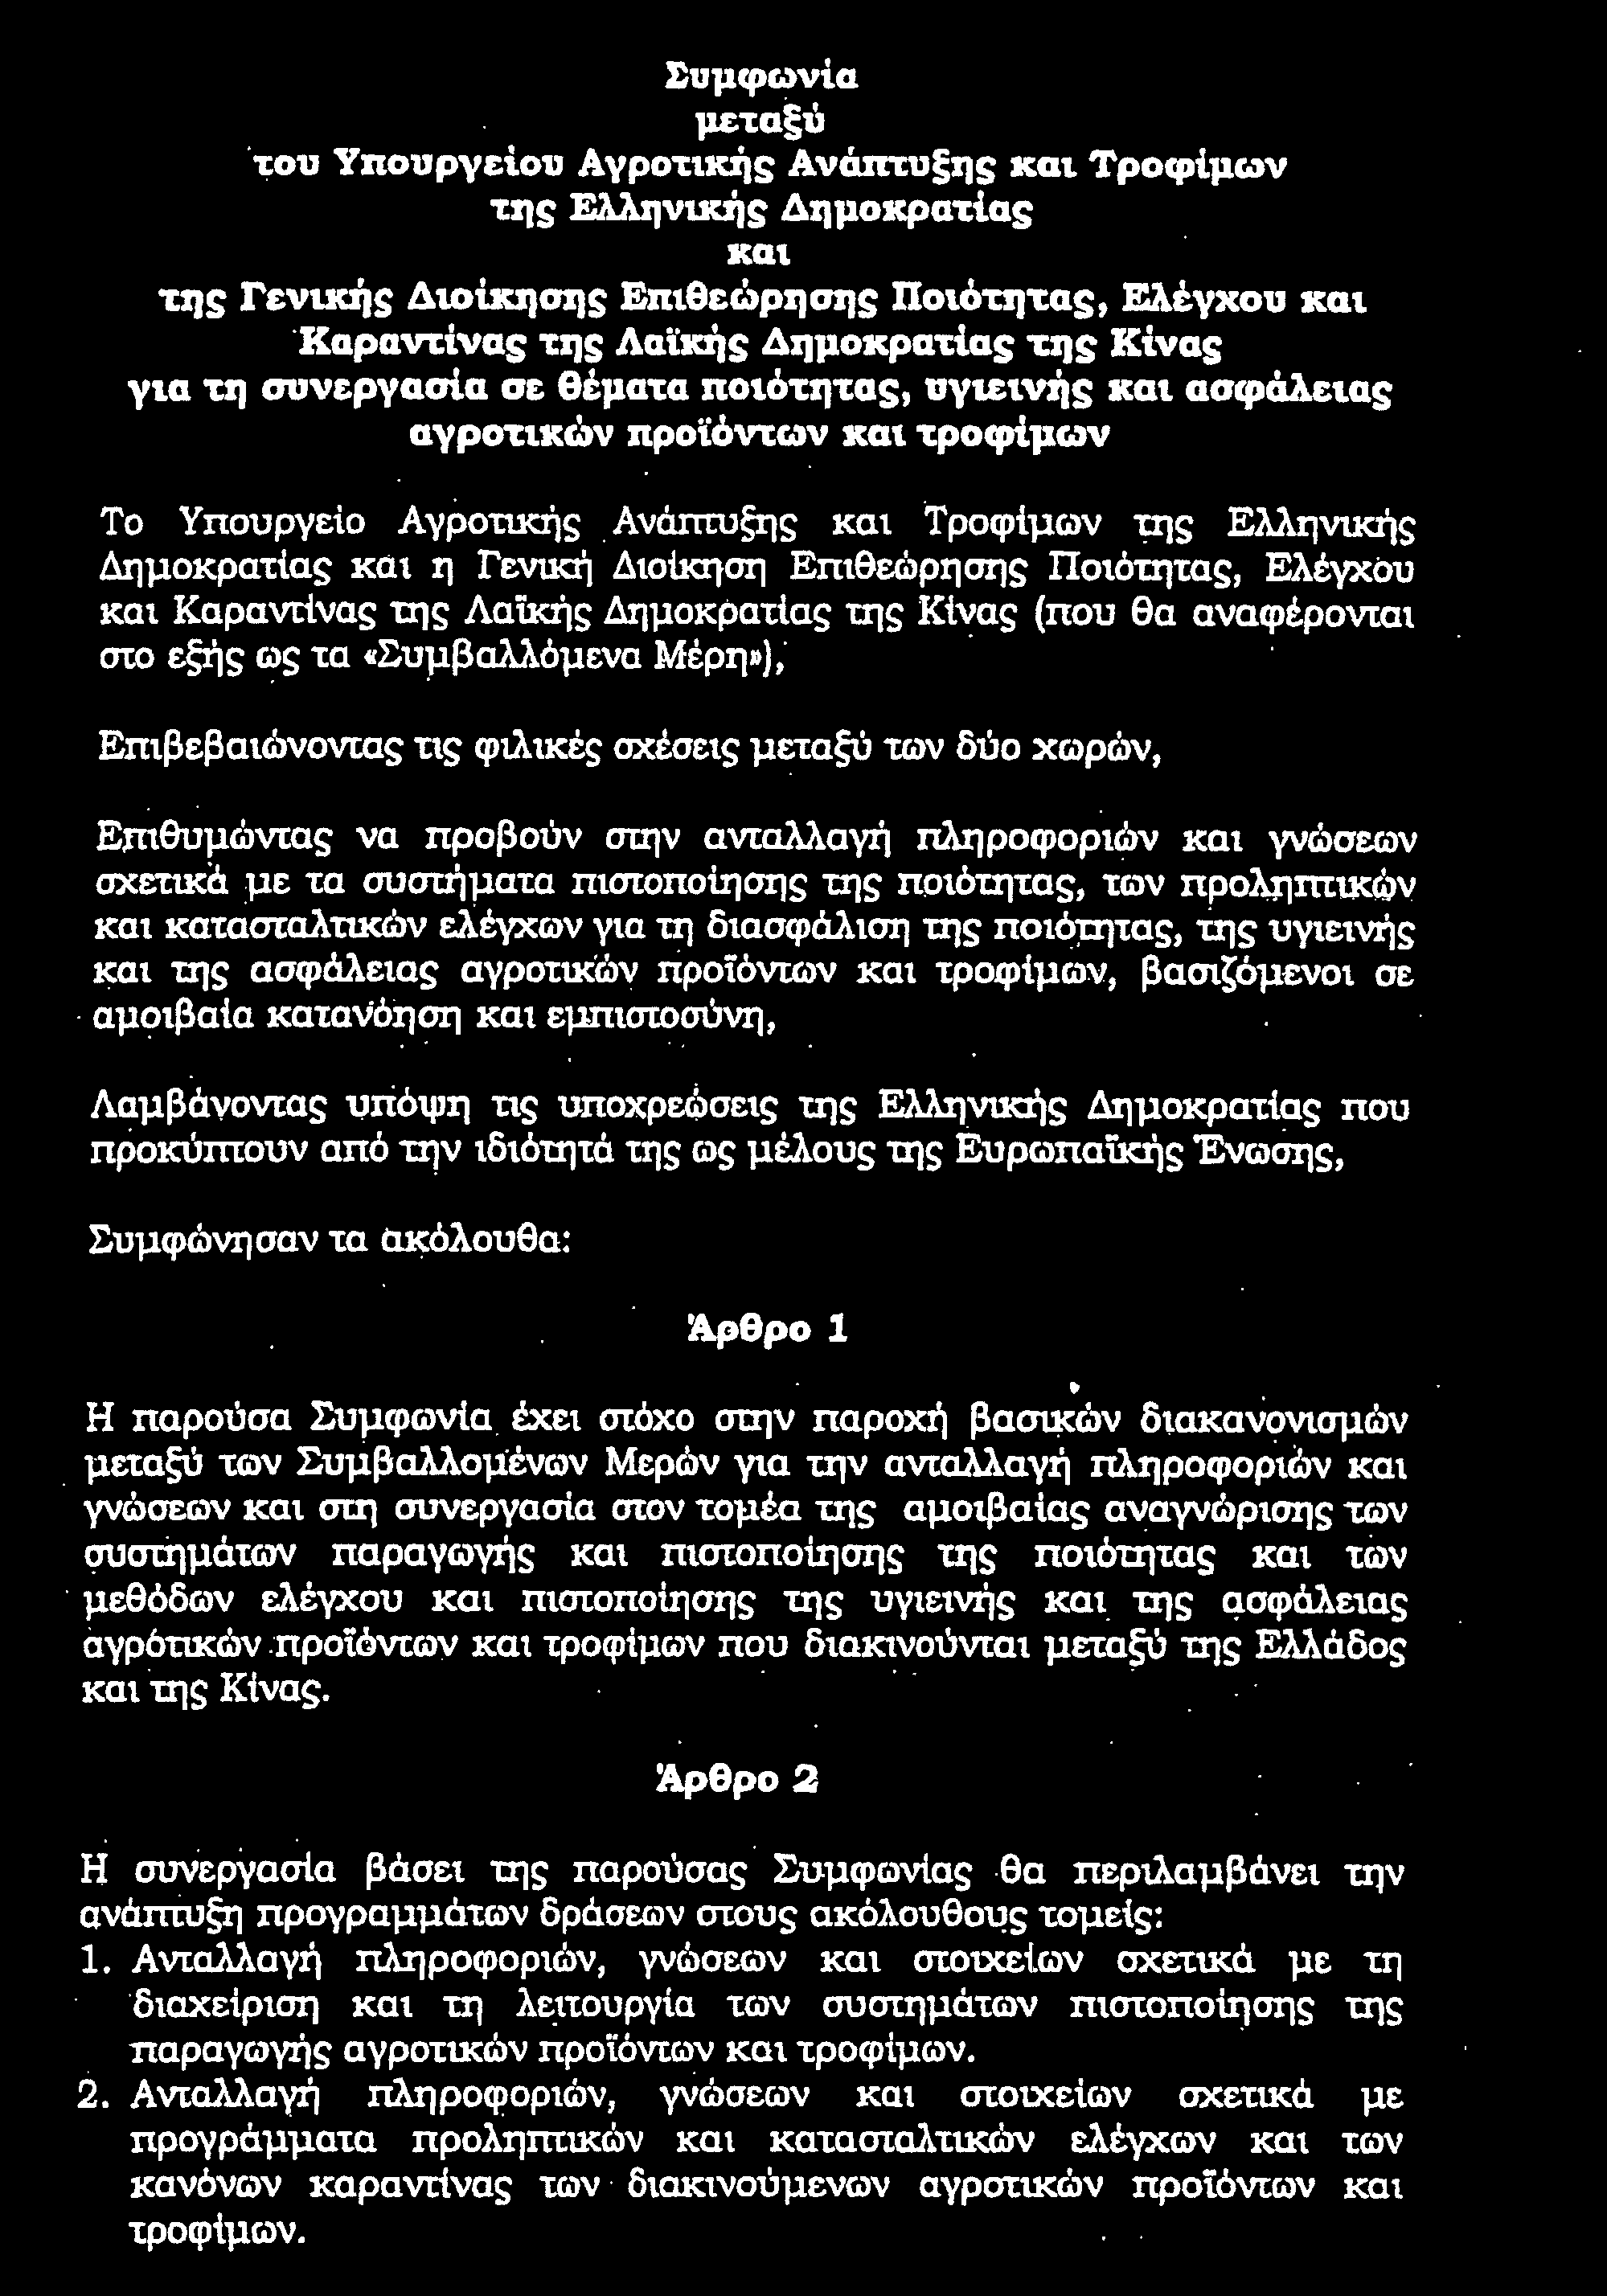 Συμφωνία
μεταξύ
του Υπουργείου Αγροτικής Ανάπτυξης και Τροφίμων
της Ελληνικής Δημοκρατίας
και
της Γενικής Διοίκησης Επιθεώρησης Ποιότητας, Ελέγχου και
Καραντίνας της Λαϊκής Δημοκρατίας της Κίνας
για τη συνεργασία σε θέματα ποιότητας, υγιεινής και ασφάλειας
αγροτικών προϊόντων και τροφίμων
Το Υπουργείο Αγροτικής Ανάπτυξης και Τροφίμων της Ελληνικής
Δημοκρατίας και η Γενική Διοίκηση Επιθεώρησης Ποιότητας, Ελέγχου
και Καραντίνας της Λαϊκής Δημοκρατίας της Κίνας (που θα αναφέρονται
στο εξής ως τα «Συμβαλλόμενα Μέρη»),
Επιβεβαιώνοντας τις φιλικές σχέσεις μεταξύ των δύο χωρών,
Επιθυμώντας να προβούν στην ανταλλαγή πληροφοριών και γνώσεων
σχετικά με τα συστήματα πιστοποίησης της ποιότητας, των προληπτικών
και κατασταλτικών ελέγχων για τη διασφάλιση της ποιότητας, της υγιεινής
και της ασφάλειας αγροτικών προϊόντων και τροφίμων, βασιζόμενοι σε
αμοιβαία κατανόηση και εμπιστοσύνη,
Λαμβάνοντας υπόψη τις υποχρεώσεις της Ελληνικής Δημοκρατίας που
προκύπτουν από την ιδιότητά της ως μέλους της Ευρωπαϊκής Ένωσης,
Συμφώνησαν τα ακόλουθα:
Άρθρο 1
Η παρούσα Συμφωνία έχει στόχο στην παροχή βασικών διακανονισμών
μεταξύ των Συμβαλλομένων Μερών για την ανταλλαγή πληροφοριών και
γνώσεων και στη συνεργασία στον τομέα της αμοιβαίας αναγνώρισης των
συστημάτων παραγωγής και πιστοποίησης της ποιότητας και των
μεθόδων ελέγχου και πιστοποίησης της υγιεινής και της ασφάλειας
αγρότικών προϊόντων και τροφίμων που διακινούνται μεταξύ της Ελλάδος
και της Κίνας.
Άρθρο 2
Η συνεργασία βάσει της παρούσας Συμφωνίας θα περιλαμβάνει την
ανάπτυξη προγραμμάτων δράσεων στους ακόλουθους τομείς:
1. Ανταλλαγή πληροφοριών, γνώσεων και στοιχείων σχετικά με τη
διαχείριση και τη λειτουργία των συστημάτων πιστοποίησης της
παραγωγής αγροτικών προϊόντων και τροφίμων.
2. Ανταλλαγή πληροφοριών, γνώσεων και στοιχείων σχετικά με
προγράμματα προληπτικών και κατασταλτικών ελέγχων και των
κανόνων καραντίνας των διακινούμενων αγροτικών προϊόντων και
τροφίμων.